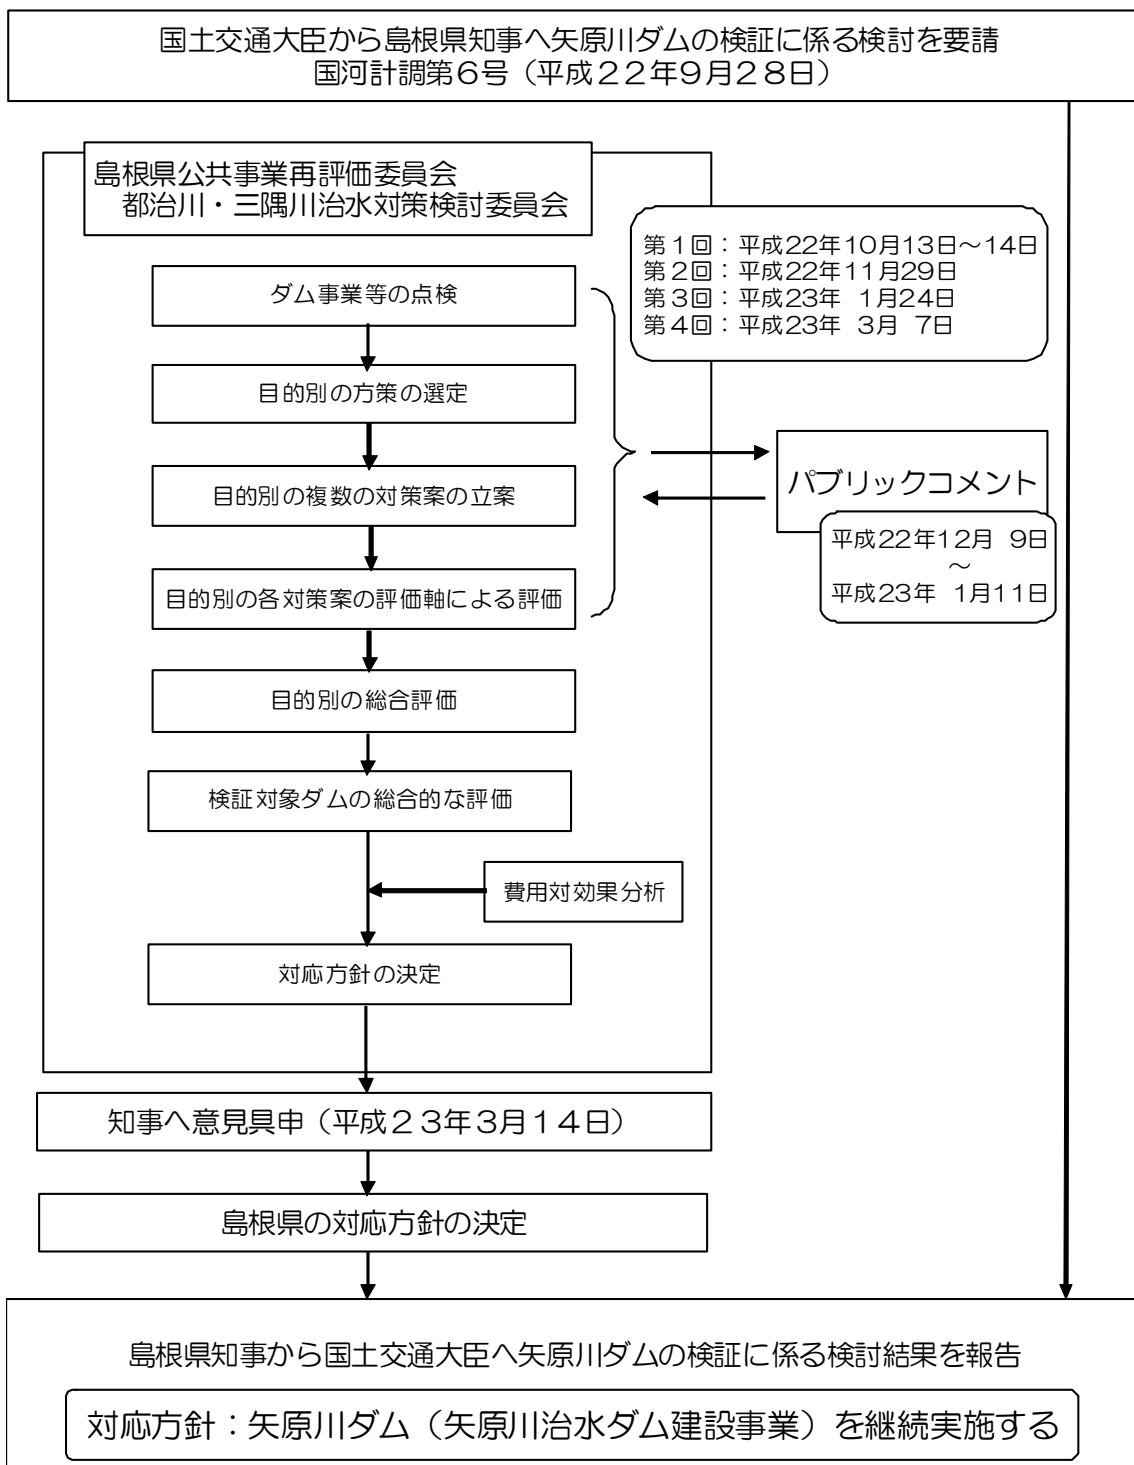 国土交通大臣から島根県知事へ矢原川ダムの検証に係る検討を要請
国河計調第6号（平成22年9月28日）
島根県公共事業再評価委員会
都治川・三隅川治水対策検討委員会
第1回：平成22年10月13日～14日
第2回：平成22年11月29日
第3回：平成23年 1月24日
第4回：平成23年 3月 7日
ダム事業等の点検
目的別の方策の選定
目的別の複数の対策案の立案
目的別の各対策案の評価軸による評価
パブリックコメント
平成22年12月 9日
～
平成23年 1月11日
目的別の総合評価
検証対象ダムの総合的な評価
費用対効果分析
対応方針の決定
知事へ意見具申（平成23年3月14日）
島根県の対応方針の決定
島根県知事から国土交通大臣へ矢原川ダムの検証に係る検討結果を報告
対応方針：矢原川ダム（矢原川治水ダム建設事業）を継続実施する